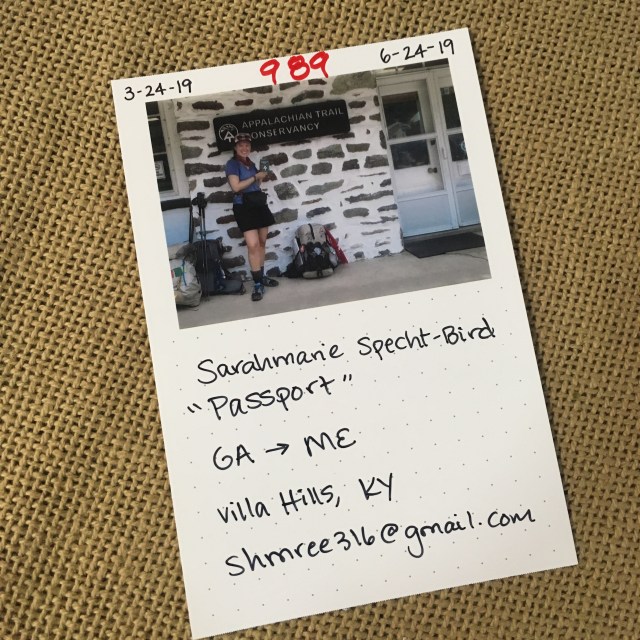 3-24-19
989
6-24-19
APPALACHIAN TRAIL
CONSERVANCY
Sarahmarie Specht-Bird
"Passport"
GA → ME
Villa Hills, KY
shmree316@gmail.com